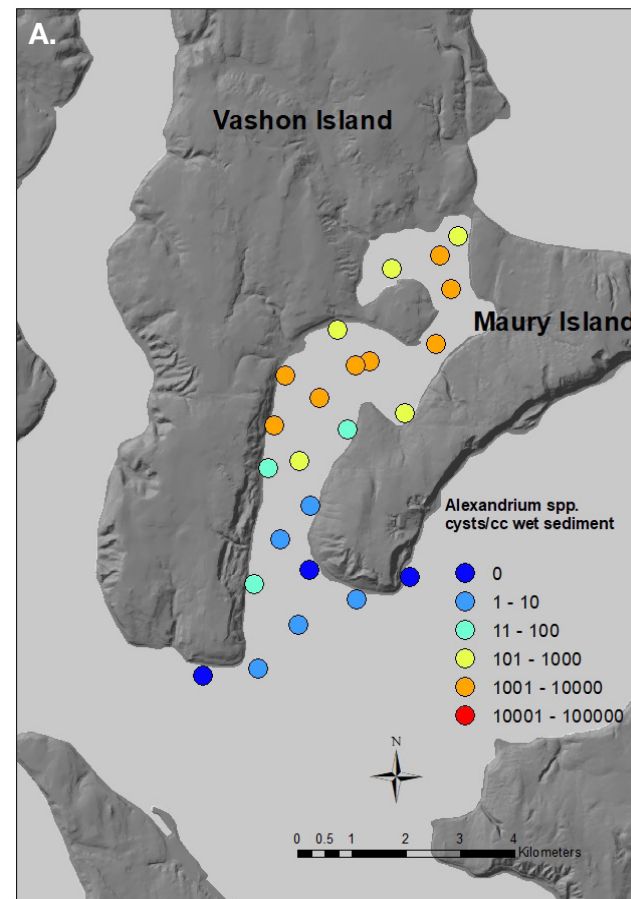 A.
Vashon Island
Maury Island
Alexandrium spp.
cysts/cc wet sediment
0
1 - 10
11 - 100
101 - 1000
1001 - 10000
10001 - 100000
N
0 0.5 1 2 3 4
Kilometers